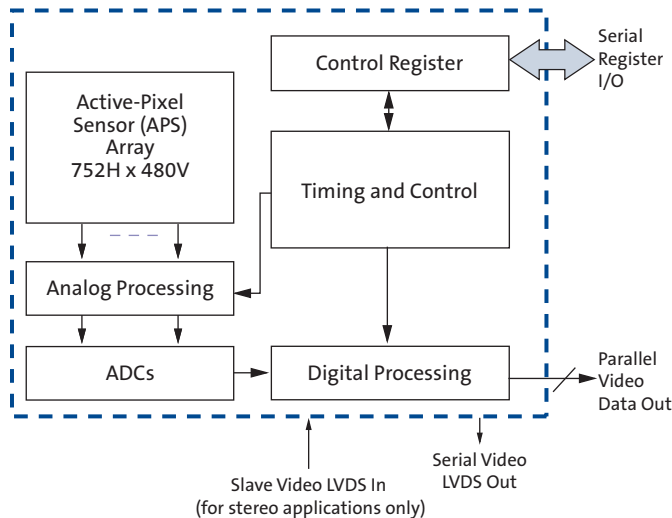 Control Register
Serial
Register
I/O
Active-Pixel
Sensor (APS)
Array
752H x 480V
Timing and Control
Analog Processing
ADCs
Digital Processing
Parallel
Video
Data Out
Slave Video LVDS In
(for stereo applications only)
Serial Video
LVDS Out